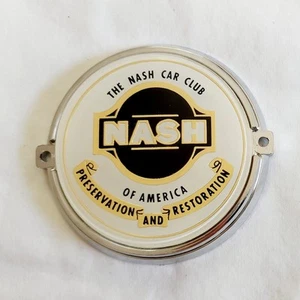 THE NASH CAR CLUB
NASH
OF AMERICA
PRESERVATION AND RESTORATION